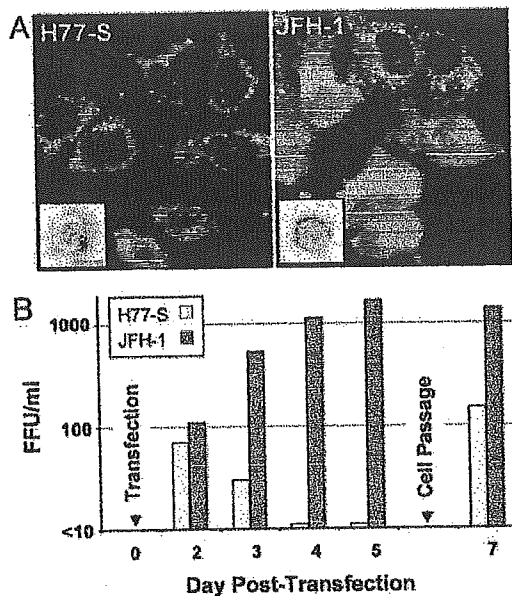 A
H77-S
JFH-1
B
H77-S
JFH-1
FFU/ml
1000
100
<10
Transfection
Cell Passage
0 2 3 4 5 7
Day Post-Transfection